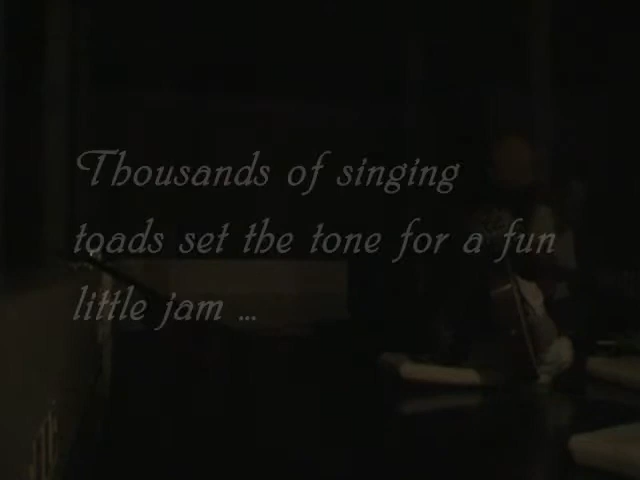 Thousands of singing
toads set the tone for a fun
little jam ...